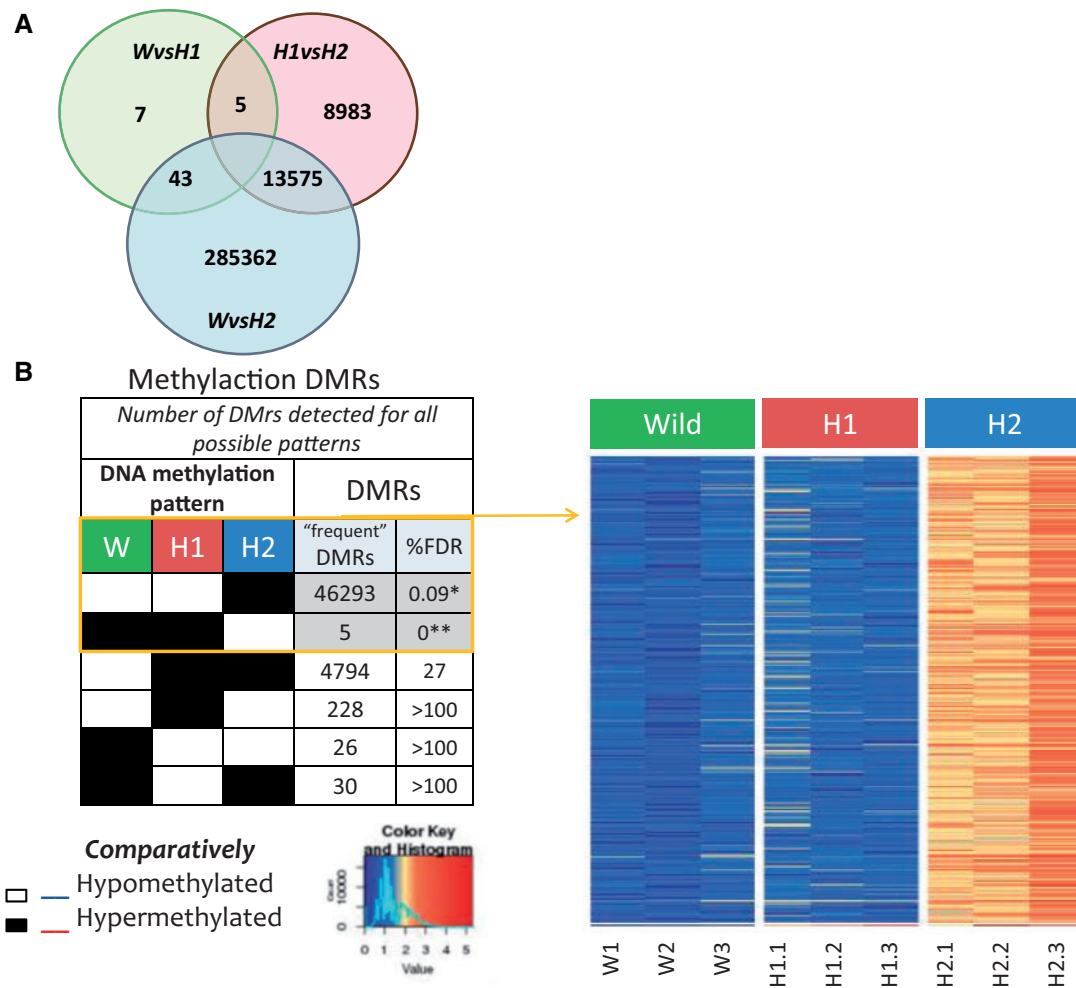 A
WvsH1
H1vsH2
7
5
8983
43
13575
285362
WvsH2
B
Methylaction DMRs
Number of DMrs detected for all
possible patterns
DNA methylation
pattern
DMRs
W
H1
H2
"frequent"
DMRs
%FDR
46293
0.09*
5
0**
4794
27
228
>100
26
>100
30
>100
Comparatively
Hypomethylated
Hypermethylated
Color Key
and Histogram
Count
0
10000
0 1 2 3 4 5
Value
Wild
H1
H2
W1
W2
W3
H1.1
H1.2
H1.3
H2.1
H2.2
H2.3